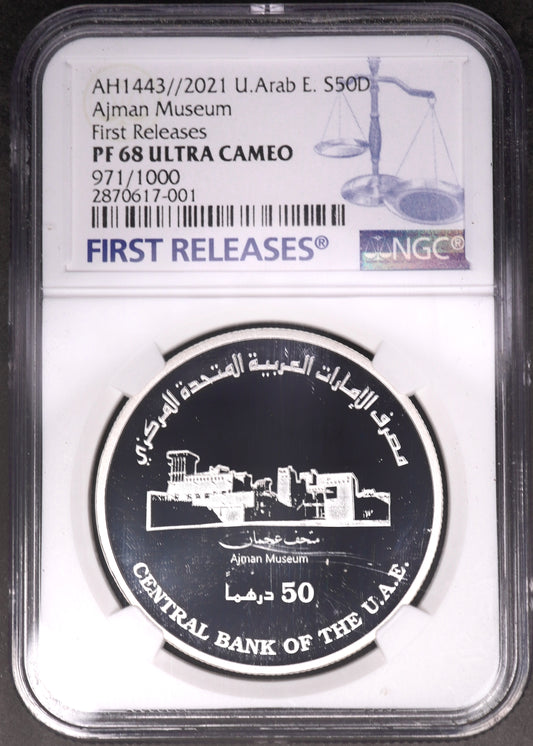 AH1443//2021 U.Arab E. S50D
Ajman Museum
First Releases
PF 68 ULTRA CAMEO
971/1000
2870617-001
FIRST RELEASES®
NGC®
مصرف الإمارات العربية المتحدة المركزي
متحف عجمان
Ajman Museum
50 درهماً
CENTRAL BANK OF THE U.A.E.